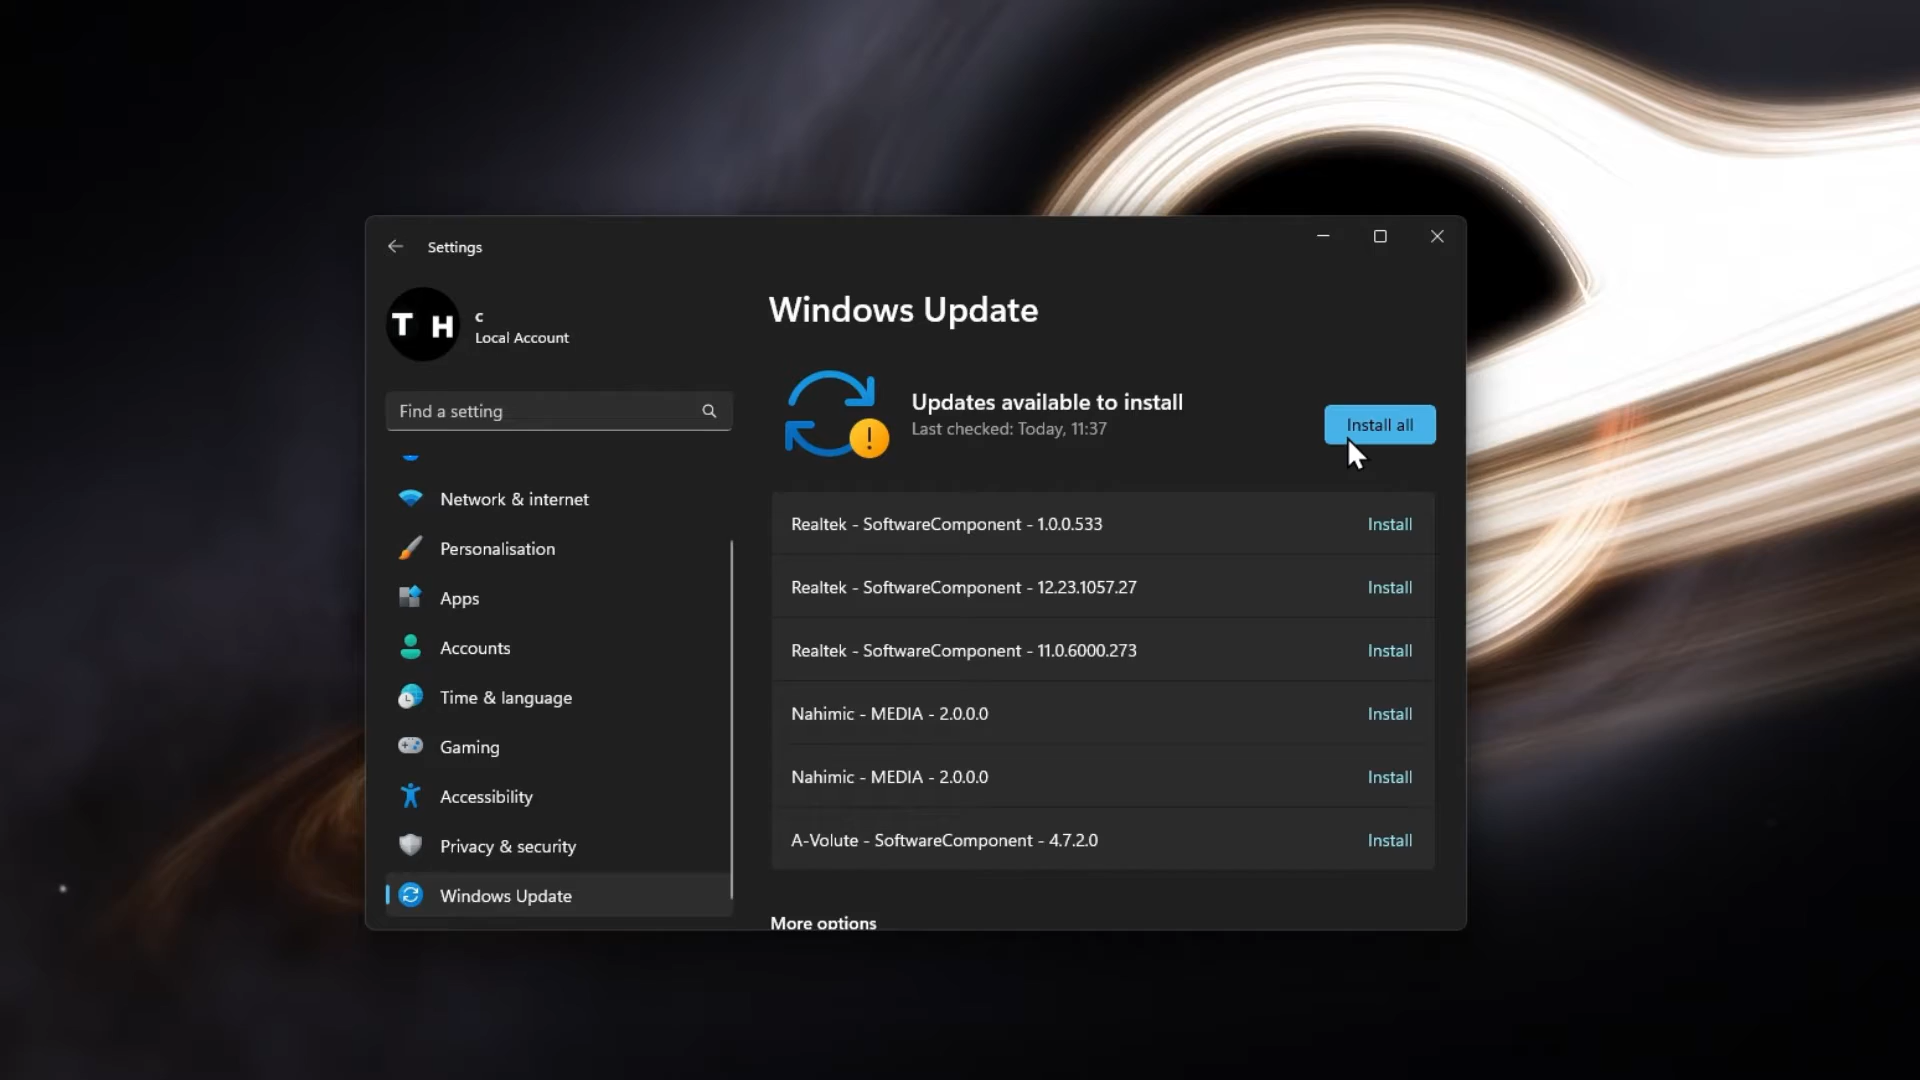 Settings
T H
c
Local Account
Find a setting
Network & internet
Personalisation
Apps
Accounts
Time & language
Gaming
Accessibility
Privacy & security
Windows Update
Windows Update
Updates available to install
Last checked: Today, 11:37
Install all
Realtek - SoftwareComponent - 1.0.0.533 Install
Realtek - SoftwareComponent - 12.23.1057.27 Install
Realtek - SoftwareComponent - 11.0.6000.273 Install
Nahimic - MEDIA - 2.0.0.0 Install
Nahimic - MEDIA - 2.0.0.0 Install
A-Volute - SoftwareComponent - 4.7.2.0 Install
More options